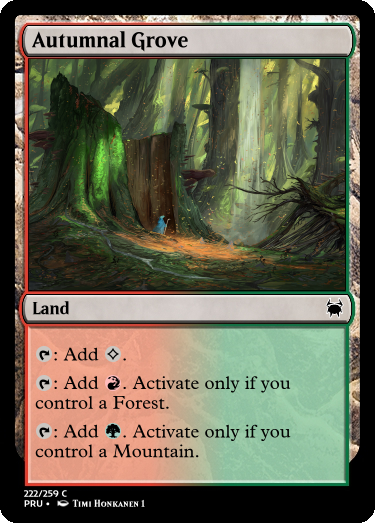 Autumnal Grove
Land
: Add .
: Add . Activate only if you
control a Forest.
: Add . Activate only if you
control a Mountain.
222/259 C
PRU • Timi Honkanen 1